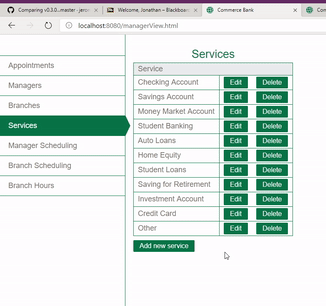 Comparing v0.3.0..master · jero
Welcome, Jonathan – Blackboa
Commerce Bank
Com
localhost:8080/managerView.html
Appointments
Managers
Branches
Services
Manager Scheduling
Branch Scheduling
Branch Hours
Services
Service
Checking Account Edit Delete
Savings Account Edit Delete
Money Market Account Edit Delete
Student Banking Edit Delete
Auto Loans Edit Delete
Home Equity Edit Delete
Student Loans Edit Delete
Saving for Retirement Edit Delete
Investment Account Edit Delete
Credit Card Edit Delete
Other Edit Delete
Add new service